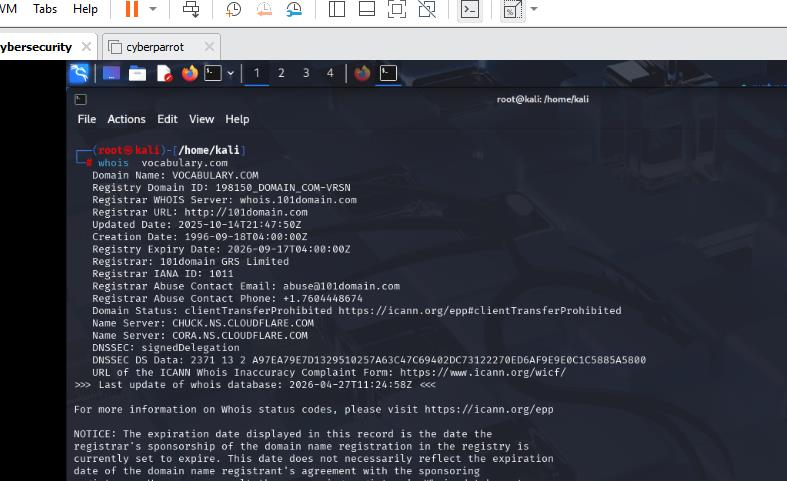 VM Tabs Help
ybersecurity cyberparrot
1 2 3 4
root@kali: /home/kali
File Actions Edit View Help
(root㉿kali)-[/home/kali]
# whois vocabulary.com
Domain Name: VOCABULARY.COM
Registry Domain ID: 198150_DOMAIN_COM-VRSN
Registrar WHOIS Server: whois.101domain.com
Registrar URL: http://101domain.com
Updated Date: 2025-10-14T21:47:50Z
Creation Date: 1996-09-18T04:00:00Z
Registry Expiry Date: 2026-09-17T04:00:00Z
Registrar: 101domain GRS Limited
Registrar IANA ID: 1011
Registrar Abuse Contact Email: abuse@101domain.com
Registrar Abuse Contact Phone: +1.7604448674
Domain Status: clientTransferProhibited https://icann.org/epp#clientTransferProhibited
Name Server: CHUCK.NS.CLOUDFLARE.COM
Name Server: CORA.NS.CLOUDFLARE.COM
DNSSEC: signedDelegation
DNSSEC DS Data: 2371 13 2 A97EA79E7D1329510257A63C47C69402DC73122270ED6AF9E9E0C1C5885A5800
URL of the ICANN Whois Inaccuracy Complaint Form: https://www.icann.org/wicf/
>>> Last update of whois database: 2026-04-27T11:24:58Z <<<
For more information on Whois status codes, please visit https://icann.org/epp
NOTICE: The expiration date displayed in this record is the date the
registrar's sponsorship of the domain name registration in the registry is
currently set to expire. This date does not necessarily reflect the expiration
date of the domain name registrant's agreement with the sponsoring